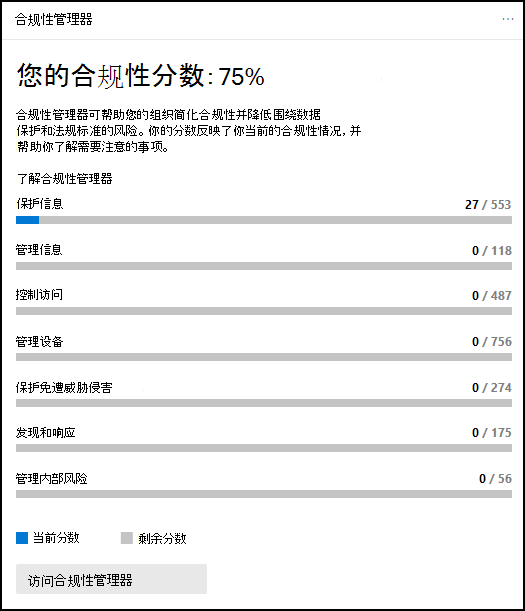 合规性管理器
您的合规性分数: 75%
合规性管理器可帮助您的组织简化合规性并降低围绕数据
保护和法规标准的风险。你的分数反映了你当前的合规性情况, 并
帮助你了解需要注意的事项。
了解合规性管理器
保护信息 27 / 553
管理信息 0 / 118
控制访问 0 / 487
管理设备 0 / 756
保护免遭威胁侵害 0 / 274
发现和响应 0 / 175
管理内部风险 0 / 56
当前分数 剩余分数
访问合规性管理器